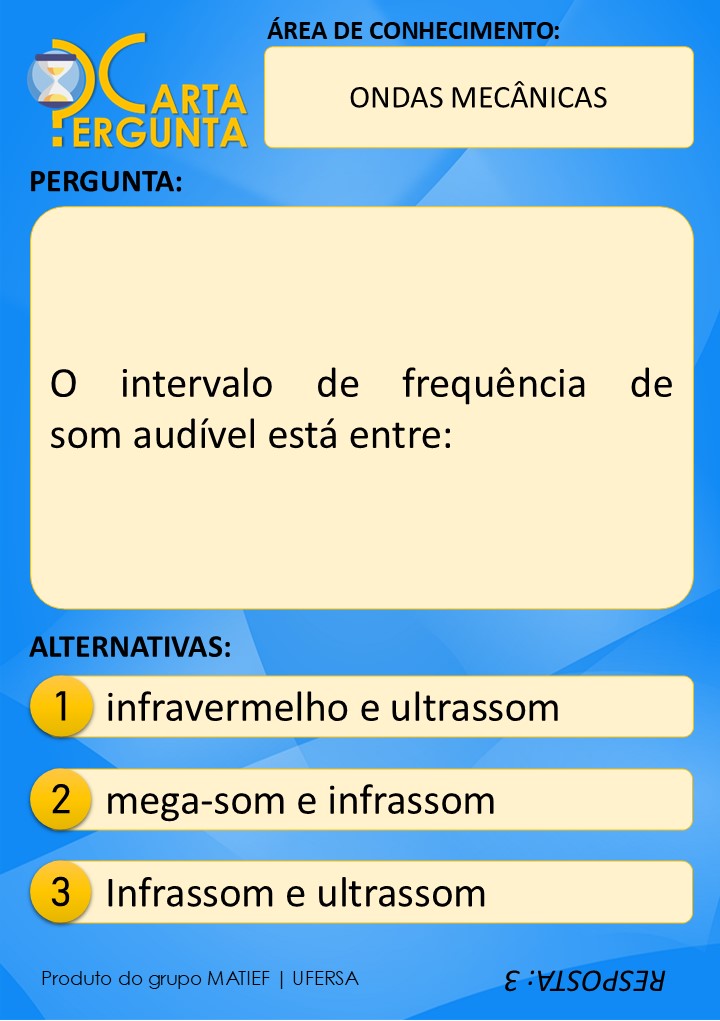 ÁREA DE CONHECIMENTO:
CARTA
PERGUNTA
ONDAS MECÂNICAS
PERGUNTA:
O intervalo de frequência de
som audível está entre:
ALTERNATIVAS:
1 infravermelho e ultrassom
2 mega-som e infrassom
3 Infrassom e ultrassom
Produto do grupo MATIEF | UFERSA
RESPOSTA: 3